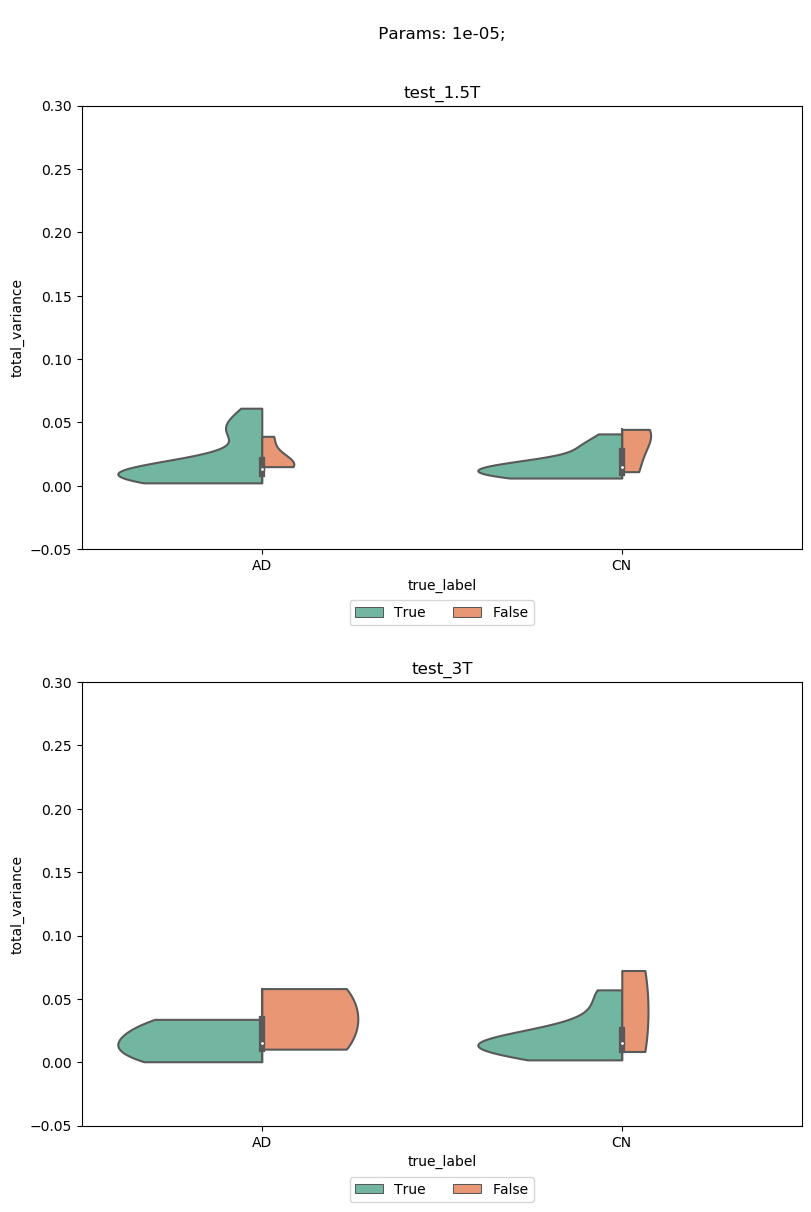 Params: 1e-05;
test_1.5T
0.30
0.25
0.20
0.15
0.10
0.05
0.00
−0.05
total_variance
AD CN
true_label
True False
test_3T
0.30
0.25
0.20
0.15
0.10
0.05
0.00
−0.05
total_variance
AD CN
true_label
True False